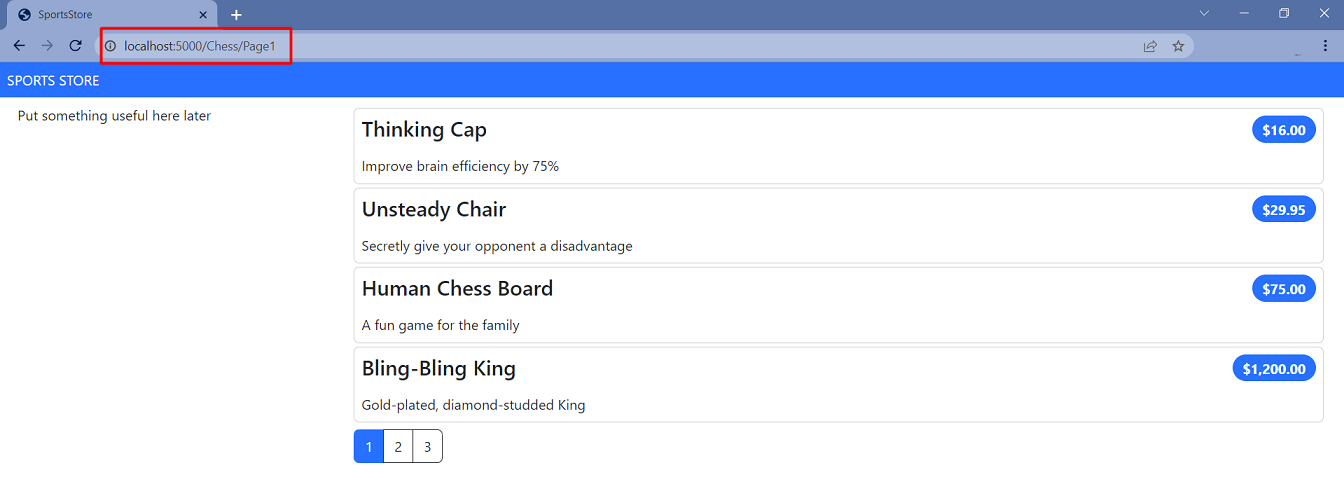 SportsStore
localhost:5000/Chess/Page1
SPORTS STORE
Put something useful here later
Thinking Cap
$16.00
Improve brain efficiency by 75%
Unsteady Chair
$29.95
Secretly give your opponent a disadvantage
Human Chess Board
$75.00
A fun game for the family
Bling-Bling King
$1,200.00
Gold-plated, diamond-studded King
1 2 3